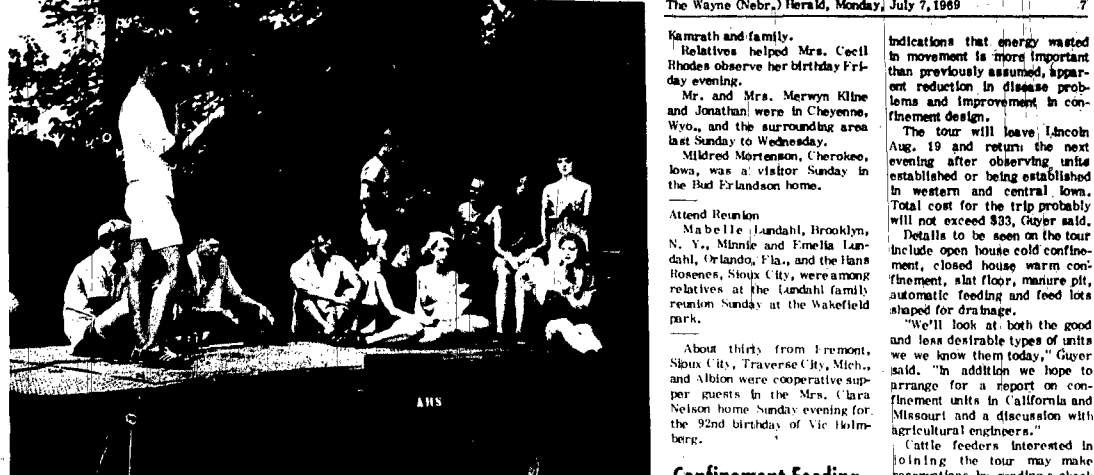 The Wayne (Nebr.) Herald, Monday, July 7, 1969
7
Kamrath and family.
Relatives helped Mrs. Cecil
Rhodes observe her birthday Fri-
day evening.
Mr. and Mrs. Merwyn Kline
and Jonathan were in Cheyenne,
Wyo., and the surrounding area
last Sunday to Wednesday.
Mildred Mortenson, Cherokee,
Iowa, was a visitor Sunday in
the Bud Erlandson home.
Attend Reunion
Mabelle Lundahl, Brooklyn,
N. Y., Minnie and Emelia Lun-
dahl, Orlando, Fla., and the Hans
Rosenes, Sioux City, were among
relatives at the Lundahl family
reunion Sunday at the Wakefield
park.
About thirty from Fremont,
Sioux City, Traverse City, Mich.,
and Albion were cooperative sup-
per guests in the Mrs. Clara
Nelson home Sunday evening for
the 92nd birthday of Vic Holm-
berg.
Confinement Feeding
indications that energy wasted
in movement is more important
than previously assumed, appar-
ent reduction in disease prob-
lems and improvement in con-
finement design.
The tour will leave Lincoln
Aug. 19 and return the next
evening after observing units
established or being established
in western and central Iowa.
Total cost for the trip probably
will not exceed $33, Guyer said.
Details to be seen on the tour
include open house cold confine-
ment, closed house warm con-
finement, slat floor, manure pit,
automatic feeding and feed lots
shaped for drainage.
"We'll look at both the good
and less desirable types of units
we we know them today," Guyer
said. "In addition we hope to
arrange for a report on con-
finement units in California and
Missouri and a discussion with
agricultural engineers."
Cattle feeders interested in
joining the tour may make
AHS